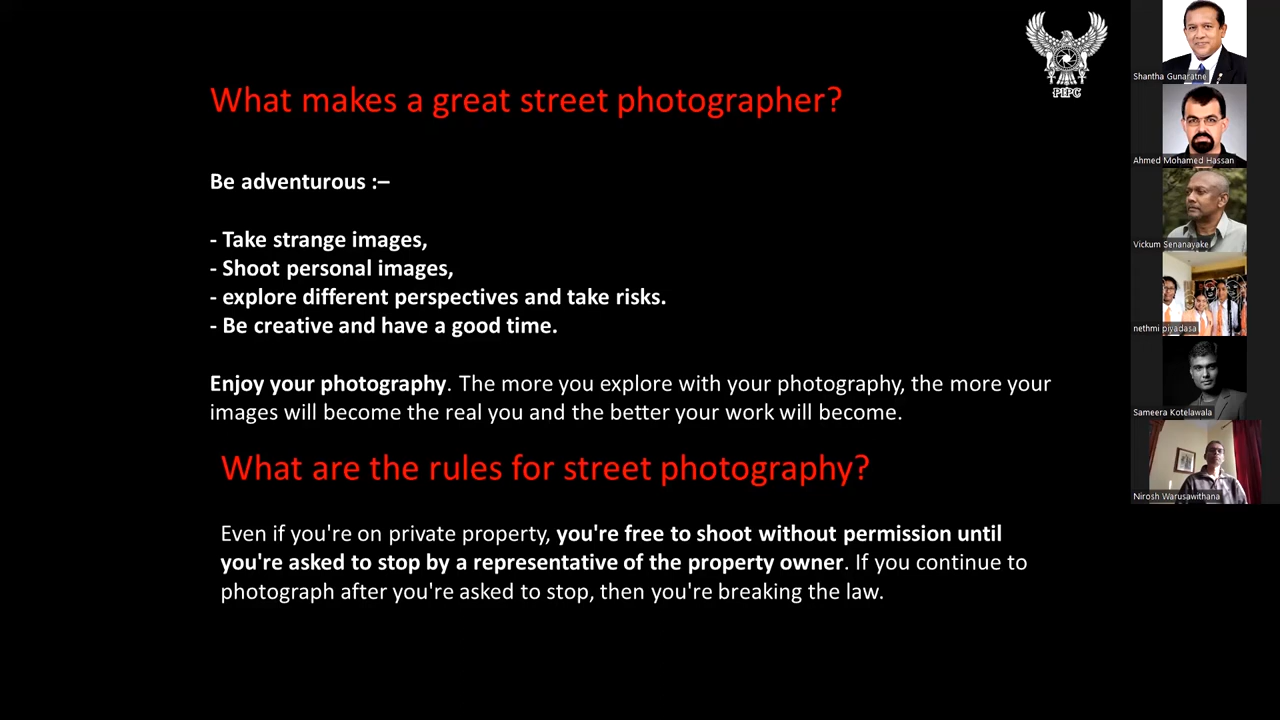 What makes a great street photographer?
Be adventurous :–
- Take strange images,
- Shoot personal images,
- explore different perspectives and take risks.
- Be creative and have a good time.
Enjoy your photography. The more you explore with your photography, the more your
images will become the real you and the better your work will become.
What are the rules for street photography?
Even if you're on private property, you're free to shoot without permission until
you're asked to stop by a representative of the property owner. If you continue to
photograph after you're asked to stop, then you're breaking the law.
PIPC
Shantha Gunaratne
Ahmed Mohamed Hassan
Vickum Senanayake
nethmi piyadasa
Sameera Kotelawala
Nirosh Warusawithana